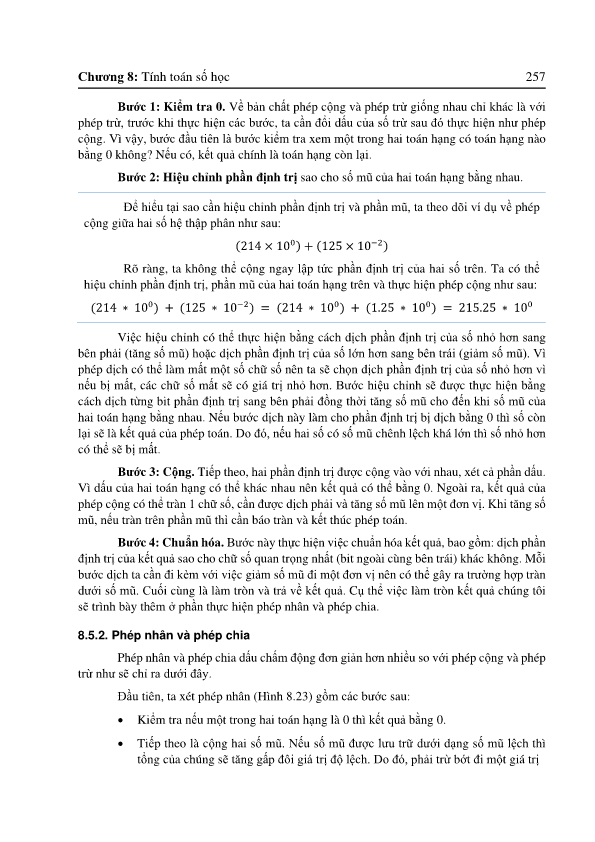 Chương 8: Tính toán số học 257
Bước 1: Kiểm tra 0. Về bản chất phép cộng và phép trừ giống nhau chỉ khác là với
phép trừ, trước khi thực hiện các bước, ta cần đổi dấu của số trừ sau đó thực hiện như phép
cộng. Vì vậy, bước đầu tiên là bước kiểm tra xem một trong hai toán hạng có toán hạng nào
bằng 0 không? Nếu có, kết quả chính là toán hạng còn lại.
Bước 2: Hiệu chỉnh phần định trị sao cho số mũ của hai toán hạng bằng nhau.
Để hiểu tại sao cần hiệu chỉnh phần định trị và phần mũ, ta theo dõi ví dụ về phép
cộng giữa hai số hệ thập phân như sau:
(214 × 10⁰) + (125 × 10⁻²)
Rõ ràng, ta không thể cộng ngay lập tức phần định trị của hai số trên. Ta có thể
hiệu chỉnh phần định trị, phần mũ của hai toán hạng trên và thực hiện phép cộng như sau:
(214 * 10⁰) + (125 * 10⁻²) = (214 * 10⁰) + (1.25 * 10⁰) = 215.25 * 10⁰
Việc hiệu chỉnh có thể thực hiện bằng cách dịch phần định trị của số nhỏ hơn sang
bên phải (tăng số mũ) hoặc dịch phần định trị của số lớn hơn sang bên trái (giảm số mũ). Vì
phép dịch có thể làm mất một số chữ số nên ta sẽ chọn dịch phần định trị của số nhỏ hơn vì
nếu bị mất, các chữ số mất sẽ có giá trị nhỏ hơn. Bước hiệu chỉnh sẽ được thực hiện bằng
cách dịch từng bit phần định trị sang bên phải đồng thời tăng số mũ cho đến khi số mũ của
hai toán hạng bằng nhau. Nếu bước dịch này làm cho phần định trị bị dịch bằng 0 thì số còn
lại sẽ là kết quả của phép toán. Do đó, nếu hai số có số mũ chênh lệch khá lớn thì số nhỏ hơn
có thể sẽ bị mất.
Bước 3: Cộng. Tiếp theo, hai phần định trị được cộng vào với nhau, xét cả phần dấu.
Vì dấu của hai toán hạng có thể khác nhau nên kết quả có thể bằng 0. Ngoài ra, kết quả của
phép cộng có thể tràn 1 chữ số, cần được dịch phải và tăng số mũ lên một đơn vị. Khi tăng số
mũ, nếu tràn trên phần mũ thì cần báo tràn và kết thúc phép toán.
Bước 4: Chuẩn hóa. Bước này thực hiện việc chuẩn hóa kết quả, bao gồm: dịch phần
định trị của kết quả sao cho chữ số quan trọng nhất (bit ngoài cùng bên trái) khác không. Mỗi
bước dịch ta cần đi kèm với việc giảm số mũ đi một đơn vị nên có thể gây ra trường hợp tràn
dưới số mũ. Cuối cùng là làm tròn và trả về kết quả. Cụ thể việc làm tròn kết quả chúng tôi
sẽ trình bày thêm ở phần thực hiện phép nhân và phép chia.
8.5.2. Phép nhân và phép chia
Phép nhân và phép chia dấu chấm động đơn giản hơn nhiều so với phép cộng và phép
trừ như sẽ chỉ ra dưới đây.
Đầu tiên, ta xét phép nhân (Hình 8.23) gồm các bước sau:
• Kiểm tra nếu một trong hai toán hạng là 0 thì kết quả bằng 0.
• Tiếp theo là cộng hai số mũ. Nếu số mũ được lưu trữ dưới dạng số mũ lệch thì
tổng của chúng sẽ tăng gấp đôi giá trị độ lệch. Do đó, phải trừ bớt đi một giá trị